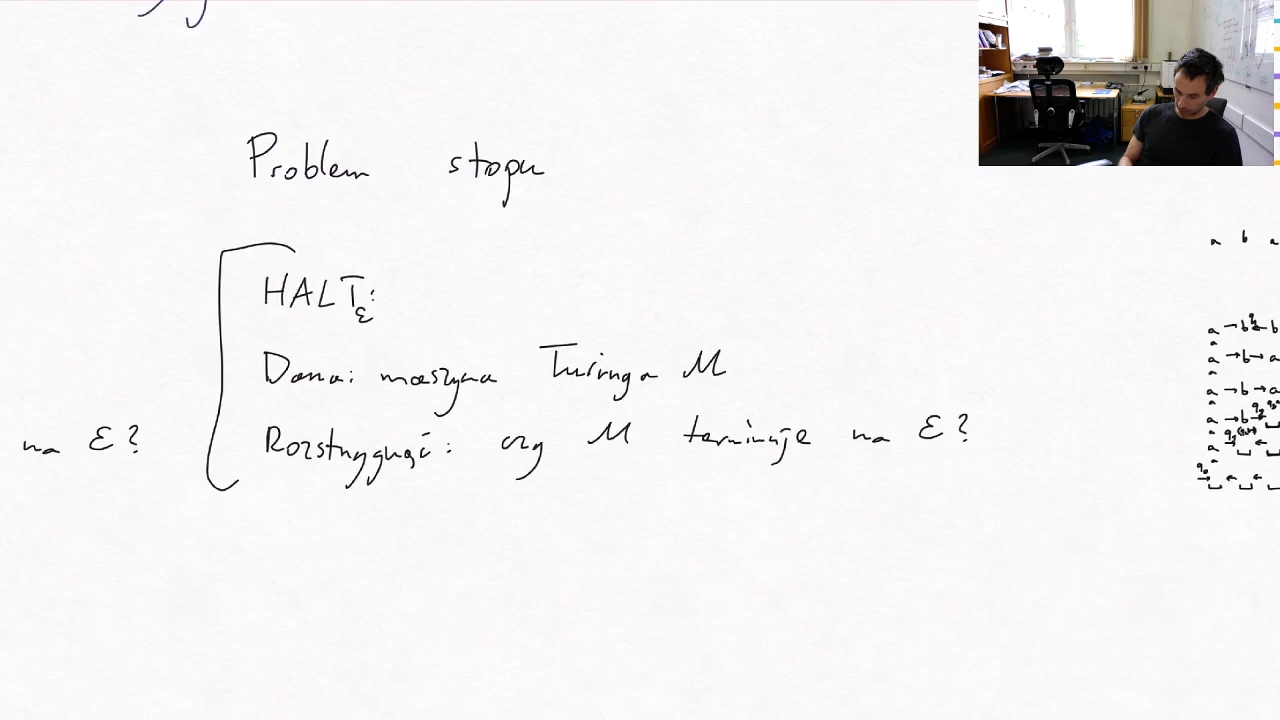 Problem stopu
HALT_ε:
Dana: maszyna Turinga M
na ε?
Rozstrzygnąć: czy M terminuje na ε?
a b a
a → b q ← b
a → b → a
a → b → a
a → b